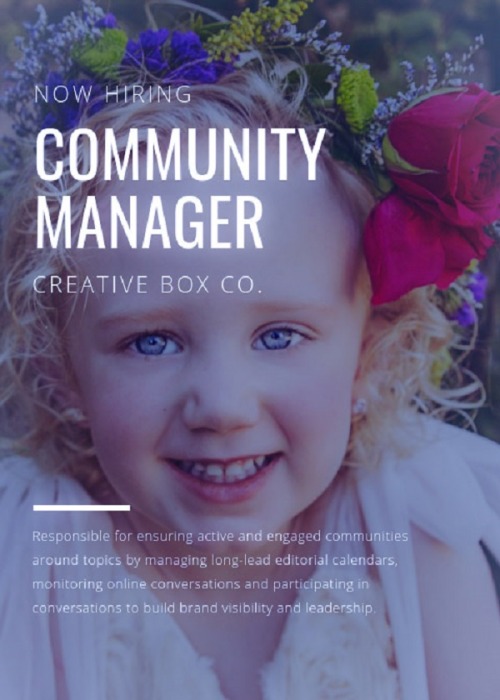 NOW HIRING
COMMUNITY
MANAGER
CREATIVE BOX CO.
Responsible for ensuring active and engaged communities
around topics by managing long-lead editorial calendars,
monitoring online conversations and participating in
conversations to build brand visibility and leadership.